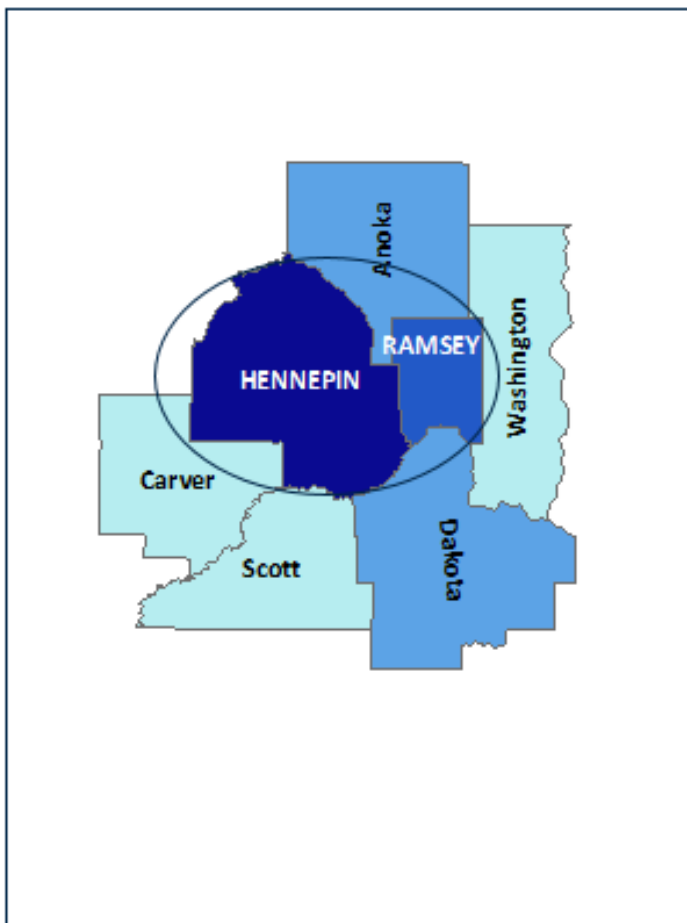 Anoka
RAMSEY
Washington
HENNEPIN
Carver
Dakota
Scott